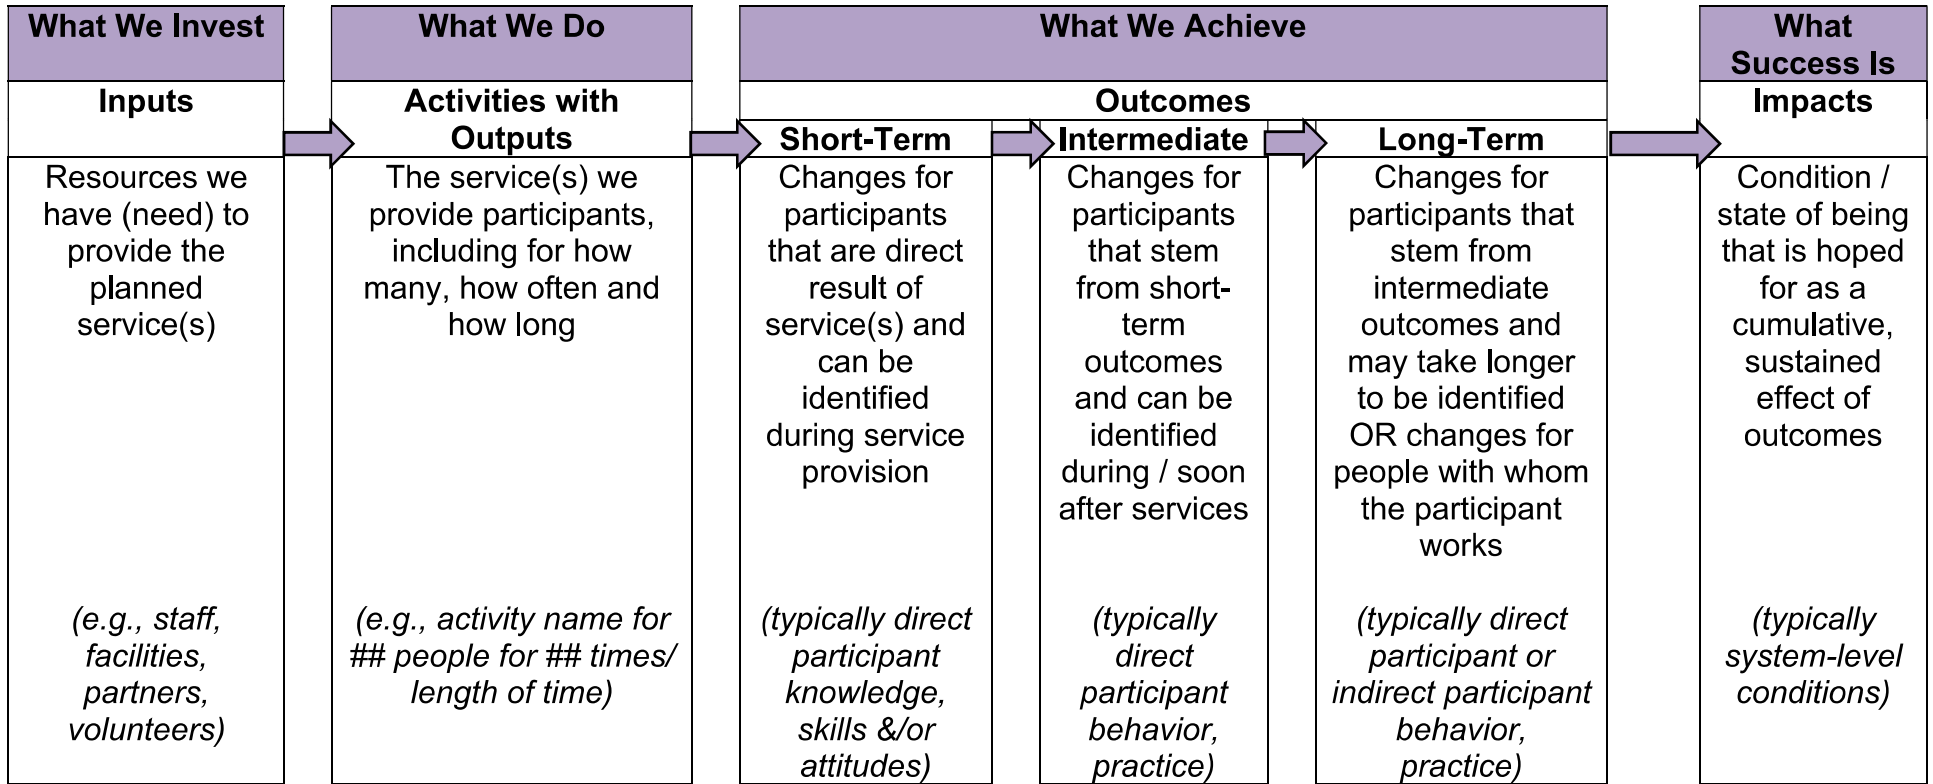 What We Invest
What We Do
What We Achieve
What
Success Is
Inputs
Activities with
Outputs
Outcomes
Short-Term
Intermediate
Long-Term
Impacts
Resources we
have (need) to
provide the
planned
service(s)
(e.g., staff,
facilities,
partners,
volunteers)
The service(s) we
provide participants,
including for how
many, how often and
how long
(e.g., activity name for
## people for ## times/
length of time)
Changes for
participants
that are direct
result of
service(s) and
can be
identified
during service
provision
(typically direct
participant
knowledge,
skills &/or
attitudes)
Changes for
participants
that stem
from short-
term
outcomes
and can be
identified
during / soon
after services
(typically
direct
participant
behavior,
practice)
Changes for
participants that
stem from
intermediate
outcomes and
may take longer
to be identified
OR changes for
people with whom
the participant
works
(typically direct
participant or
indirect participant
behavior,
practice)
Condition /
state of being
that is hoped
for as a
cumulative,
sustained
effect of
outcomes
(typically
system-level
conditions)